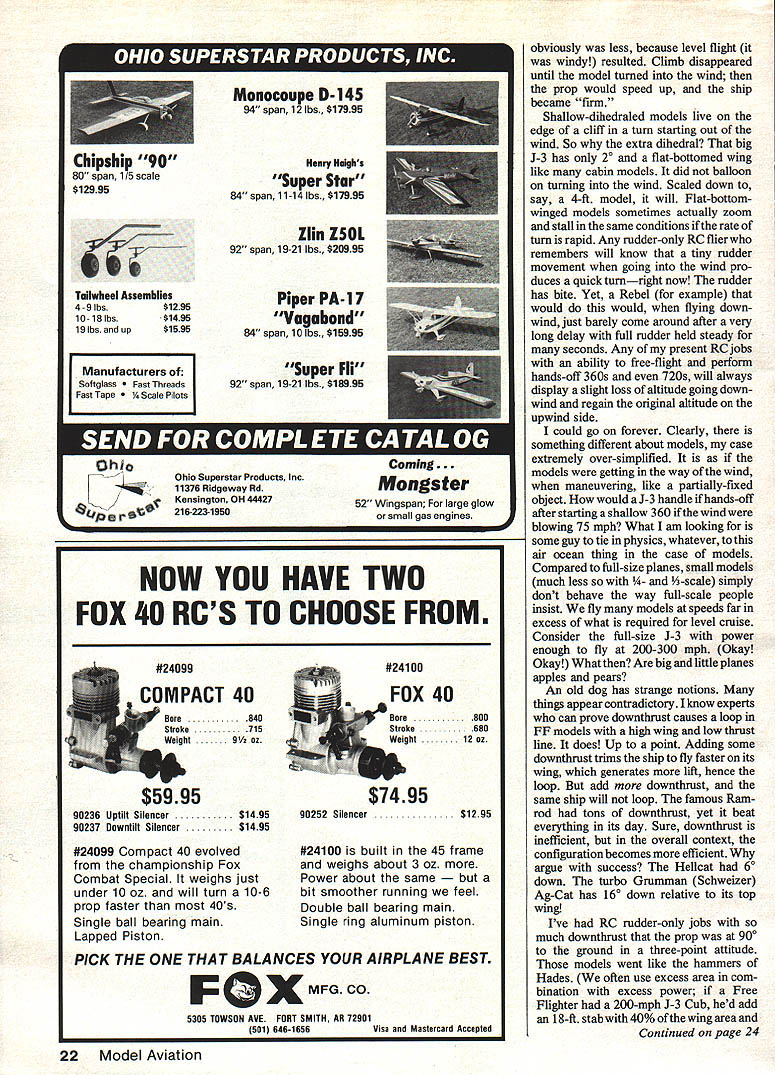 OHIO SUPERSTAR PRODUCTS, INC.
Chipship "90"
80" span, 1/5 scale
$129.95
Tailwheel Assemblies
4 - 9 lbs. $12.95
10 - 18 lbs. $14.95
19 lbs. and up $15.95
Manufacturers of:
Softglass • Fast Threads
Fast Tape • ¼ Scale Pilots
Monocoupe D-145
94" span, 12 lbs., $179.95
Henry Haigh's
"Super Star"
84" span, 11-14 lbs., $179.95
Zlin Z50L
92" span, 19-21 lbs., $209.95
Piper PA-17
"Vagabond"
84" span, 10 lbs., $159.95
"Super Fli"
92" span, 19-21 lbs., $189.95
SEND FOR COMPLETE CATALOG
Ohio
Superstar
Ohio Superstar Products, Inc.
11376 Ridgeway Rd.
Kensington, OH 44427
216-223-1950
Coming...
Mongster
52" Wingspan; For large glow
or small gas engines.
NOW YOU HAVE TWO
FOX 40 RC'S TO CHOOSE FROM.
#24099
COMPACT 40
Bore ........... .840
Stroke .......... .715
Weight ....... 9½ oz.
$59.95
90236 Uptilt Silencer ........... $14.95
90237 Downtilt Silencer ......... $14.95
#24099 Compact 40 evolved
from the championship Fox
Combat Special. It weighs just
under 10 oz. and will turn a 10-6
prop faster than most 40's.
Single ball bearing main.
Lapped Piston.
#24100
FOX 40
Bore ........... .800
Stroke .......... .680
Weight ........ 12 oz.
$74.95
90252 Silencer .................. $12.95
#24100 is built in the 45 frame
and weighs about 3 oz. more.
Power about the same — but a
bit smoother running we feel.
Double ball bearing main.
Single ring aluminum piston.
PICK THE ONE THAT BALANCES YOUR AIRPLANE BEST.
FOX MFG. CO.
5305 TOWSON AVE. FORT SMITH, AR 72901
(501) 646-1656 Visa and Mastercard Accepted
22 Model Aviation
obviously was less, because level flight (it
was windy!) resulted. Climb disappeared
until the model turned into the wind; then
the prop would speed up, and the ship
became "firm."
Shallow-dihedraled models live on the
edge of a cliff in a turn starting out of the
wind. So why the extra dihedral? That big
J-3 has only 2° and a flat-bottomed wing
like many cabin models. It did not balloon
on turning into the wind. Scaled down to,
say, a 4-ft. model, it will. Flat-bottom-
winged models sometimes actually zoom
and stall in the same conditions if the rate of
turn is rapid. Any rudder-only RC flier who
remembers will know that a tiny rudder
movement when going into the wind pro-
duces a quick turn—right now! The rudder
has bite. Yet, a Rebel (for example) that
would do this would, when flying down-
wind, just barely come around after a very
long delay with full rudder held steady for
many seconds. Any of my present RC jobs
with an ability to free-flight and perform
hands-off 360s and even 720s, will always
display a slight loss of altitude going down-
wind and regain the original altitude on the
upwind side.
I could go on forever. Clearly, there is
something different about models, my case
extremely over-simplified. It is as if the
models were getting in the way of the wind,
when maneuvering, like a partially-fixed
object. How would a J-3 handle if hands-off
after starting a shallow 360 if the wind were
blowing 75 mph? What I am looking for is
some guy to tie in physics, whatever, to this
air ocean thing in the case of models.
Compared to full-size planes, small models
(much less so with ¼- and ⅓-scale) simply
don't behave the way full-scale people
insist. We fly many models at speeds far in
excess of what is required for level cruise.
Consider the full-size J-3 with power
enough to fly at 200-300 mph. (Okay!
Okay!) What then? Are big and little planes
apples and pears?
An old dog has strange notions. Many
things appear contradictory. I know experts
who can prove downthrust causes a loop in
FF models with a high wing and low thrust
line. It does! Up to a point. Adding some
downthrust trims the ship to fly faster on its
wing, which generates more lift, hence the
loop. But add more downthrust, and the
same ship will not loop. The famous Ram-
rod had tons of downthrust, yet it beat
everything in its day. Sure, downthrust is
inefficient, but in the overall context, the
configuration becomes more efficient. Why
argue with success? The Hellcat had 6°
down. The turbo Grumman (Schweizer)
Ag-Cat has 16° down relative to its top
wing!
I've had RC rudder-only jobs with so
much downthrust that the prop was at 90°
to the ground in a three-point attitude.
Those models went like the hammers of
Hades. (We often use excess area in com-
bination with excess power; if a Free
Flighter had a 200-mph J-3 Cub, he'd add
an 18-ft. stab with 40% of the wing area and
Continued on page 24